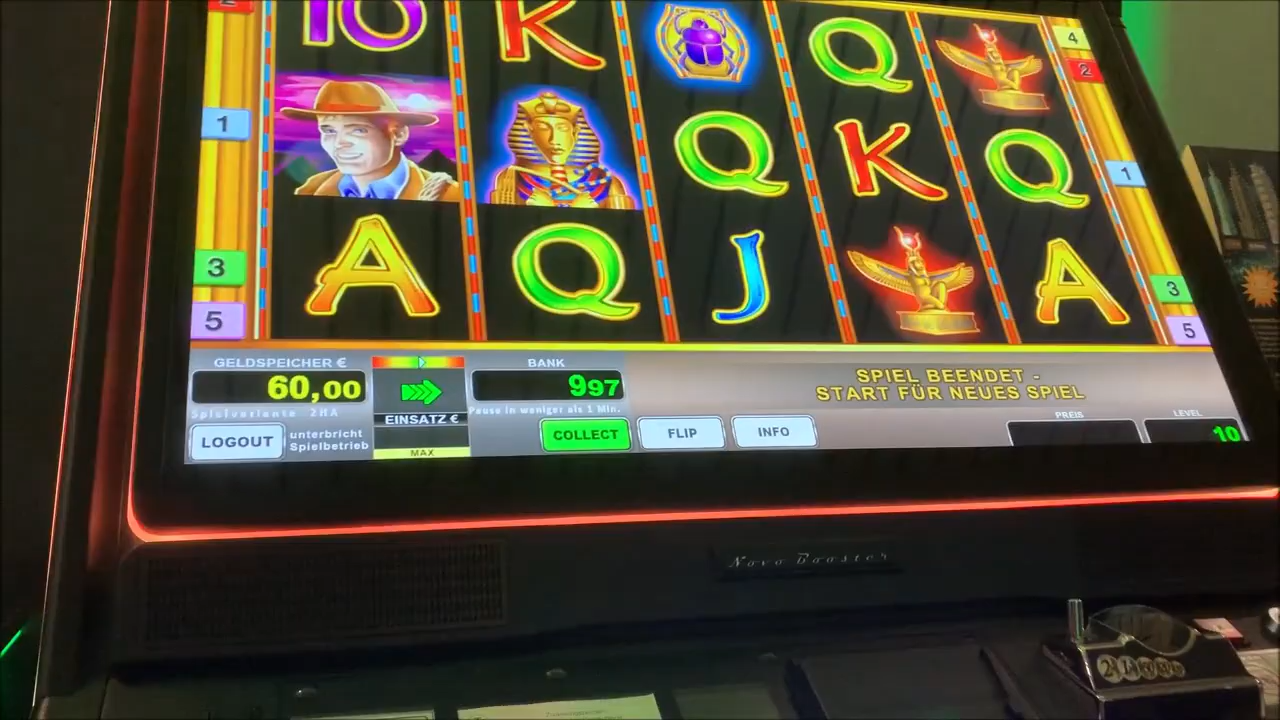 2
10
K
Q
4
2
1
Q
K
Q
1
A
Q
J
A
3
5
3
5
GELDSPEICHER €
60,00
Spielvariante 2HA
LOGOUT
unterbricht
Spielbetrieb
EINSATZ €
MAX
BANK
997
Pause in weniger als 1 Min.
COLLECT
FLIP
INFO
SPIEL BEENDET -
START FÜR NEUES SPIEL
PREIS
LEVEL
10
Novo Booster